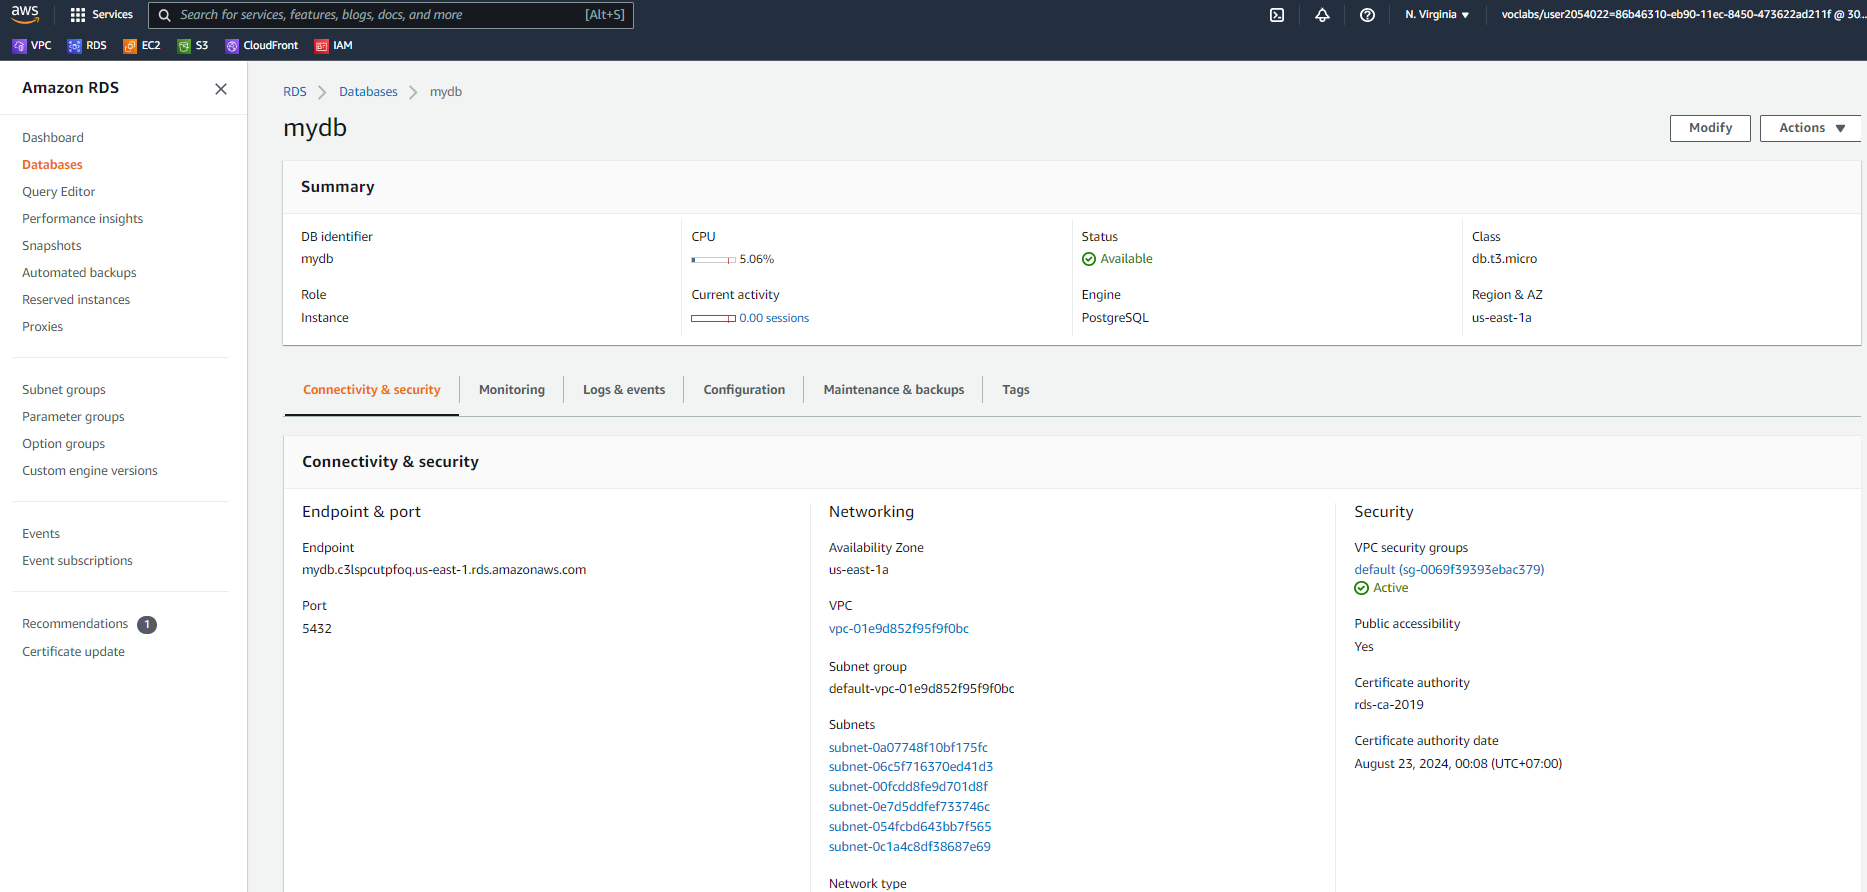 aws
Services
Search for services, features, blogs, docs, and more
[Alt+S]
N. Virginia
voclabs/user2054022=86b46310-eb90-11ec-8450-473622ad211f @ 30...
VPC
RDS
EC2
S3
CloudFront
IAM
Amazon RDS
Dashboard
Databases
Query Editor
Performance insights
Snapshots
Automated backups
Reserved instances
Proxies
Subnet groups
Parameter groups
Option groups
Custom engine versions
Events
Event subscriptions
Recommendations 1
Certificate update
RDS
Databases
mydb
mydb
Modify
Actions
Summary
DB identifier
mydb
Role
Instance
CPU
5.06%
Current activity
0.00 sessions
Status
Available
Engine
PostgreSQL
Class
db.t3.micro
Region & AZ
us-east-1a
Connectivity & security
Monitoring
Logs & events
Configuration
Maintenance & backups
Tags
Connectivity & security
Endpoint & port
Endpoint
mydb.c3lspcutpfoq.us-east-1.rds.amazonaws.com
Port
5432
Networking
Availability Zone
us-east-1a
VPC
vpc-01e9d852f95f9f0bc
Subnet group
default-vpc-01e9d852f95f9f0bc
Subnets
subnet-0a07748f10bf175fc
subnet-06c5f716370ed41d3
subnet-00fcdd8fe9d701d8f
subnet-0e7d5ddfef733746c
subnet-054fcbd643bb7f565
subnet-0c1a4c8df38687e69
Network type
Security
VPC security groups
default (sg-0069f39393ebac379)
Active
Public accessibility
Yes
Certificate authority
rds-ca-2019
Certificate authority date
August 23, 2024, 00:08 (UTC+07:00)